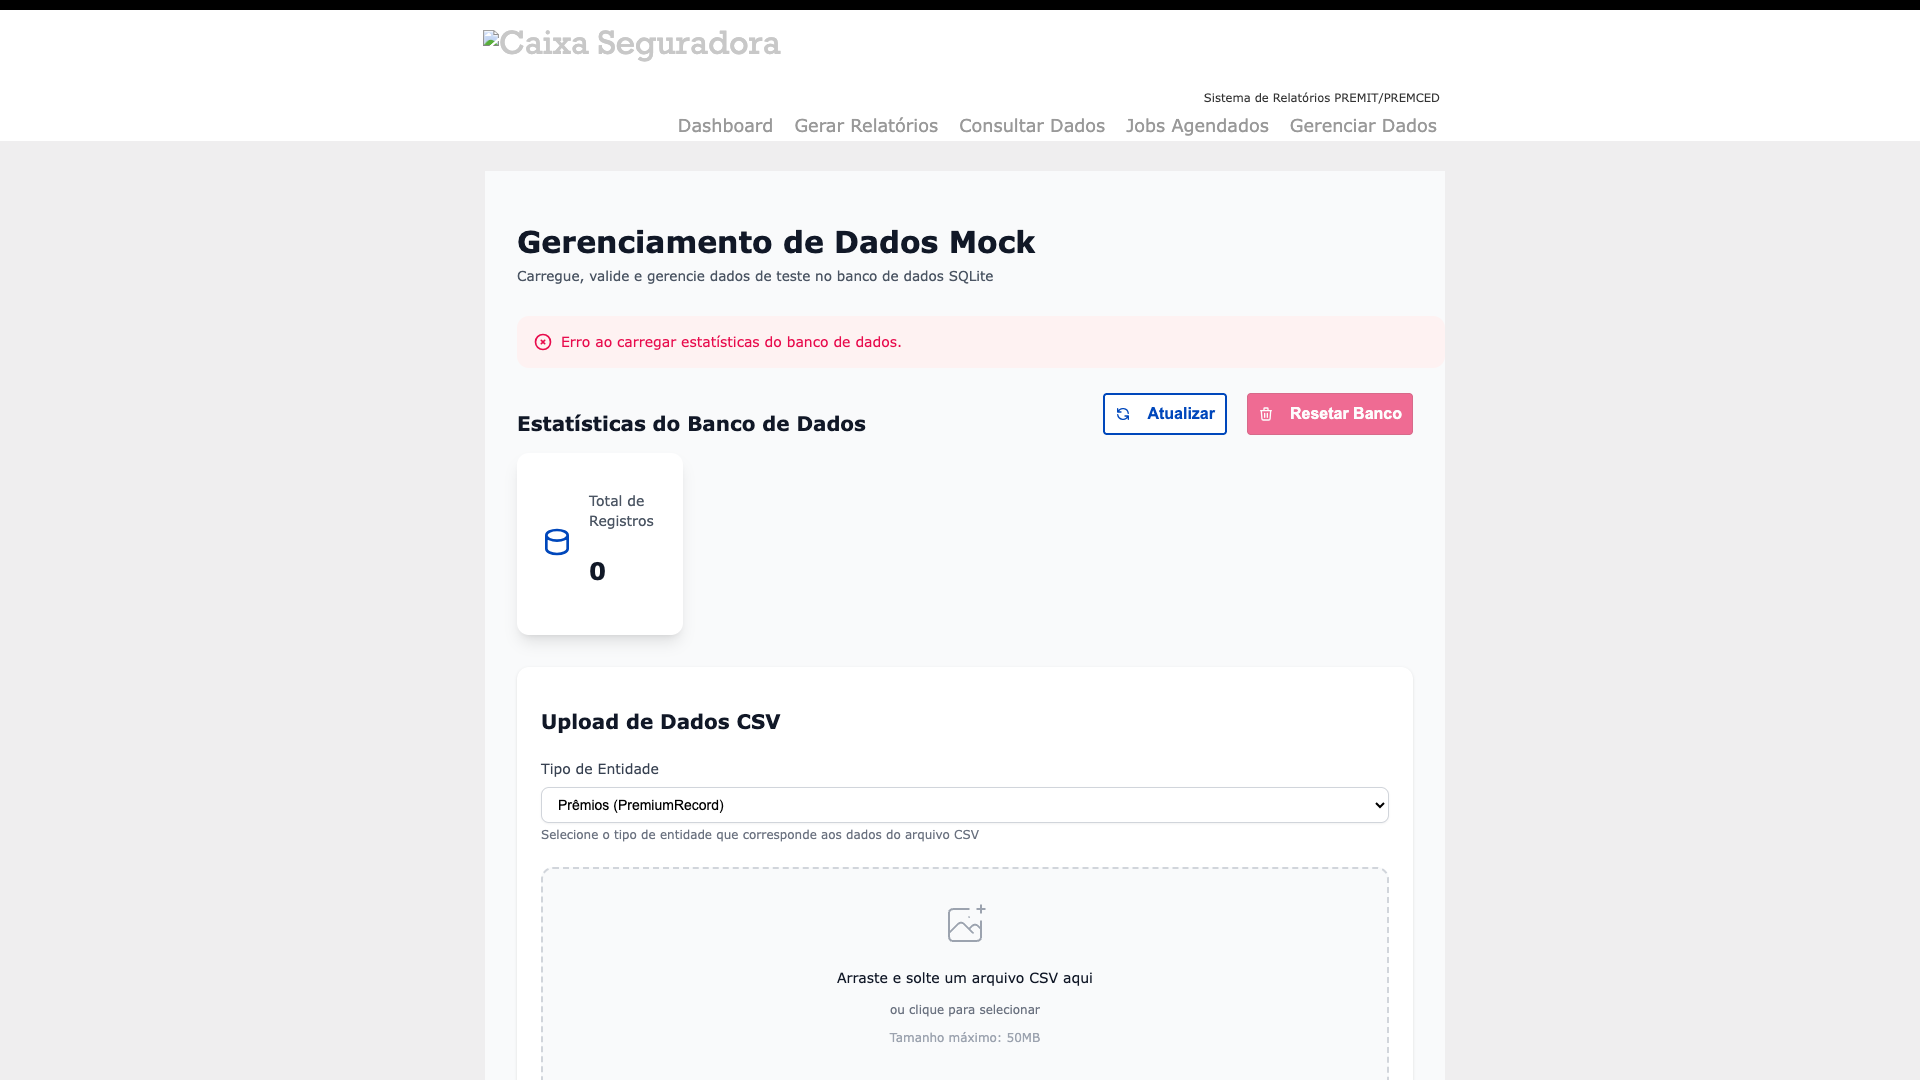 Caixa Seguradora
Sistema de Relatórios PREMIT/PREMCED
Dashboard Gerar Relatórios Consultar Dados Jobs Agendados Gerenciar Dados
Gerenciamento de Dados Mock
Carregue, valide e gerencie dados de teste no banco de dados SQLite
Erro ao carregar estatísticas do banco de dados.
Estatísticas do Banco de Dados
Atualizar
Resetar Banco
Total de
Registros
0
Upload de Dados CSV
Tipo de Entidade
Prêmios (PremiumRecord)
Selecione o tipo de entidade que corresponde aos dados do arquivo CSV
Arraste e solte um arquivo CSV aqui
ou clique para selecionar
Tamanho máximo: 50MB